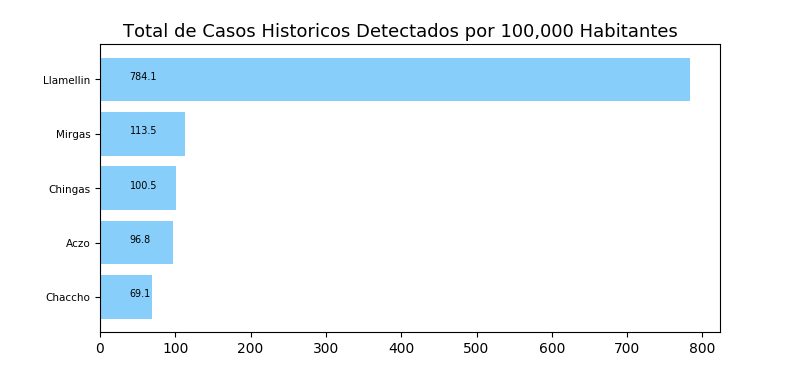 Total de Casos Historicos Detectados por 100,000 Habitantes
Llamellin 784.1
Mirgas 113.5
Chingas 100.5
Aczo 96.8
Chaccho 69.1
0 100 200 300 400 500 600 700 800